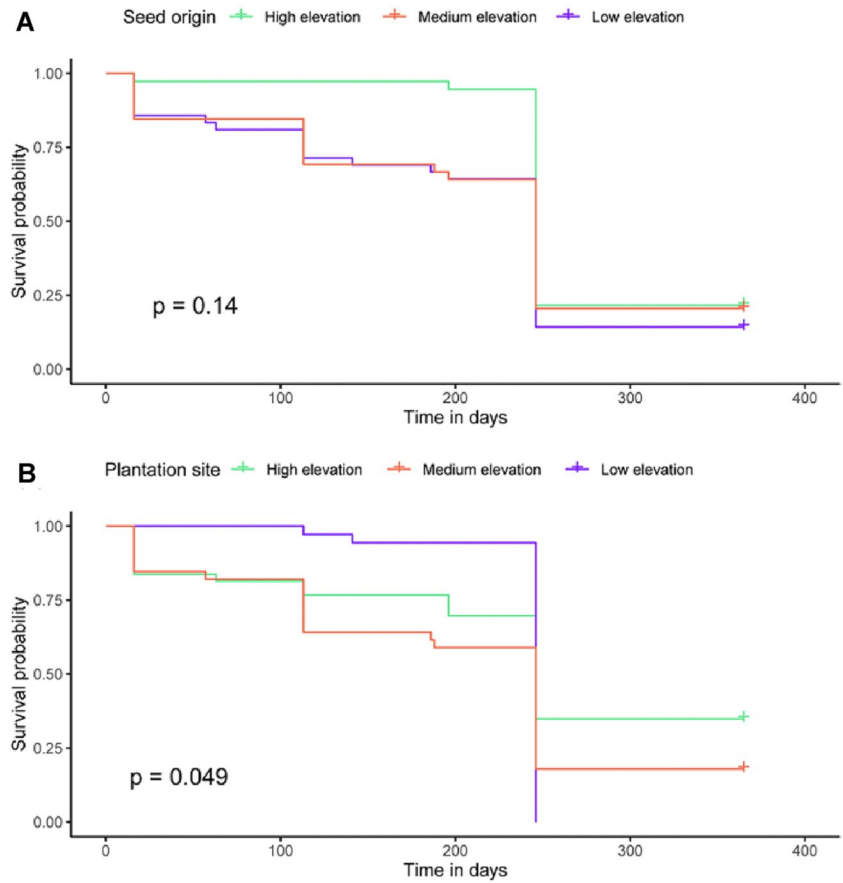 A
Seed origin High elevation Medium elevation Low elevation
1.00
0.75
0.50
0.25
0.00
Survival probability
p = 0.14
0 100 200 300 400
Time in days
B
Plantation site High elevation Medium elevation Low elevation
1.00
0.75
0.50
0.25
0.00
Survival probability
p = 0.049
0 100 200 300 400
Time in days